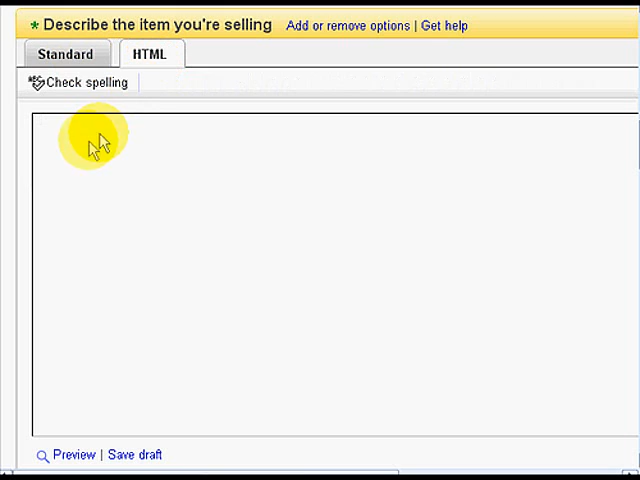 * Describe the item you're selling Add or remove options | Get help
Standard HTML
Check spelling
Preview | Save draft